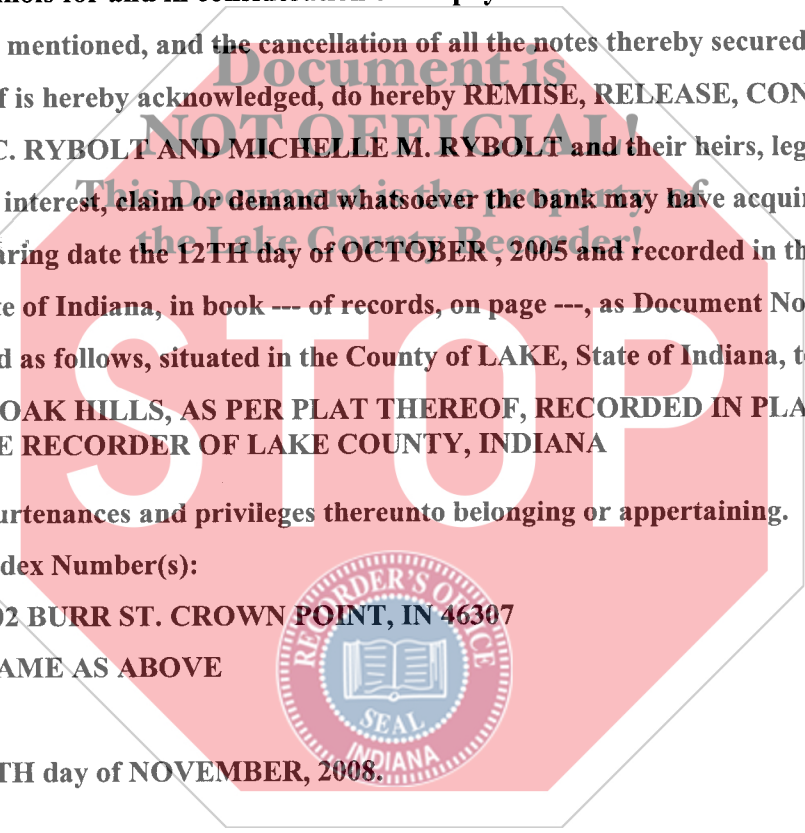 mentioned, and the cancellation of all the notes thereby secured
Document is
f is hereby acknowledged, do hereby REMISE, RELEASE, CON
NOT OFFICIAL!
C. RYBOLT AND MICHELLE M. RYBOLT and their heirs, leg
This Document is the property of
interest, claim or demand whatsoever the bank may have acquir
the Lake County Recorder!
aring date the 12TH day of OCTOBER , 2005 and recorded in th
te of Indiana, in book --- of records, on page ---, as Document No
d as follows, situated in the County of LAKE, State of Indiana, t
OAK HILLS, AS PER PLAT THEREOF, RECORDED IN PLA
E RECORDER OF LAKE COUNTY, INDIANA
STOP
urtenances and privileges thereunto belonging or appertaining.
dex Number(s):
02 BURR ST. CROWN POINT, IN 46307
AME AS ABOVE
RECORDER'S OFFICE
SEAL
INDIANA
TH day of NOVEMBER, 2008.